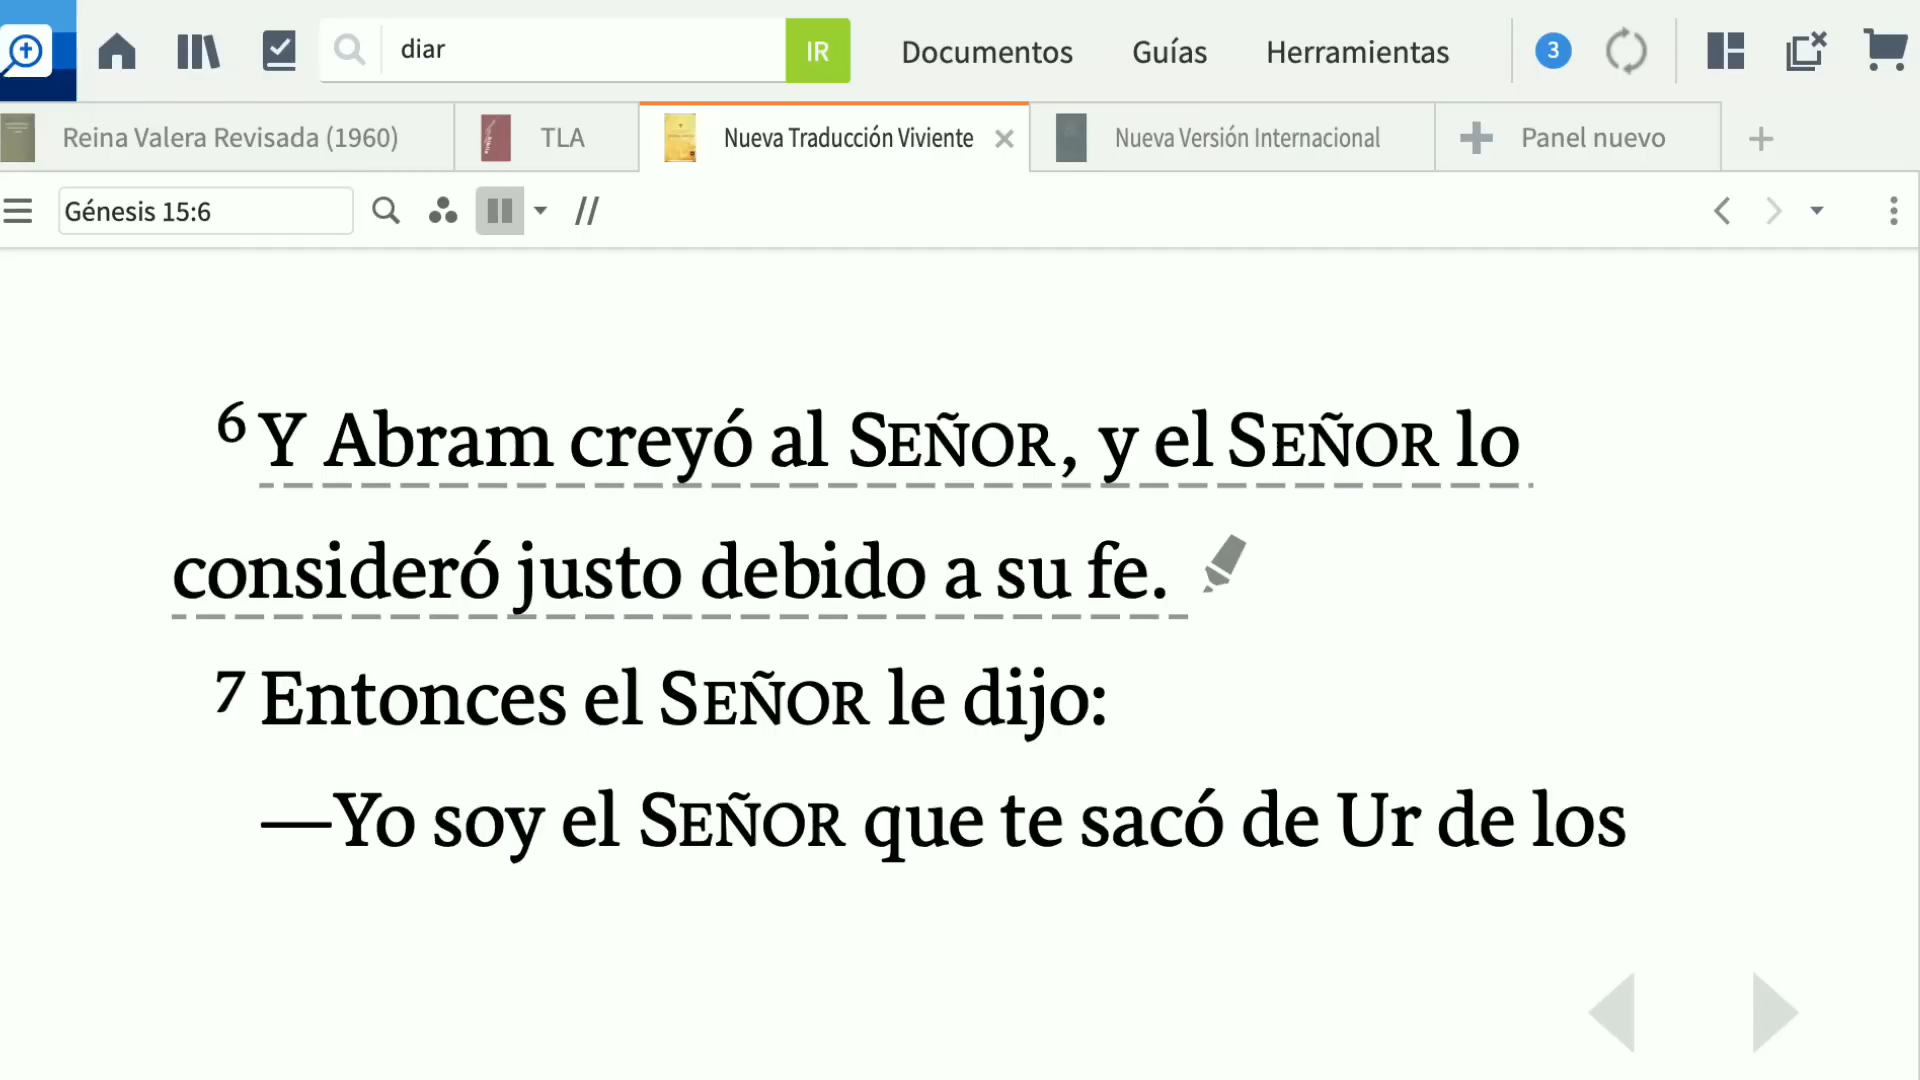 diar
IR
Documentos
Guías
Herramientas
3
Reina Valera Revisada (1960)
TLA
Nueva Traducción Viviente
Nueva Versión Internacional
Panel nuevo
Génesis 15:6
6 Y Abram creyó al SEÑOR, y el SEÑOR lo
consideró justo debido a su fe.
7 Entonces el SEÑOR le dijo:
—Yo soy el SEÑOR que te sacó de Ur de los